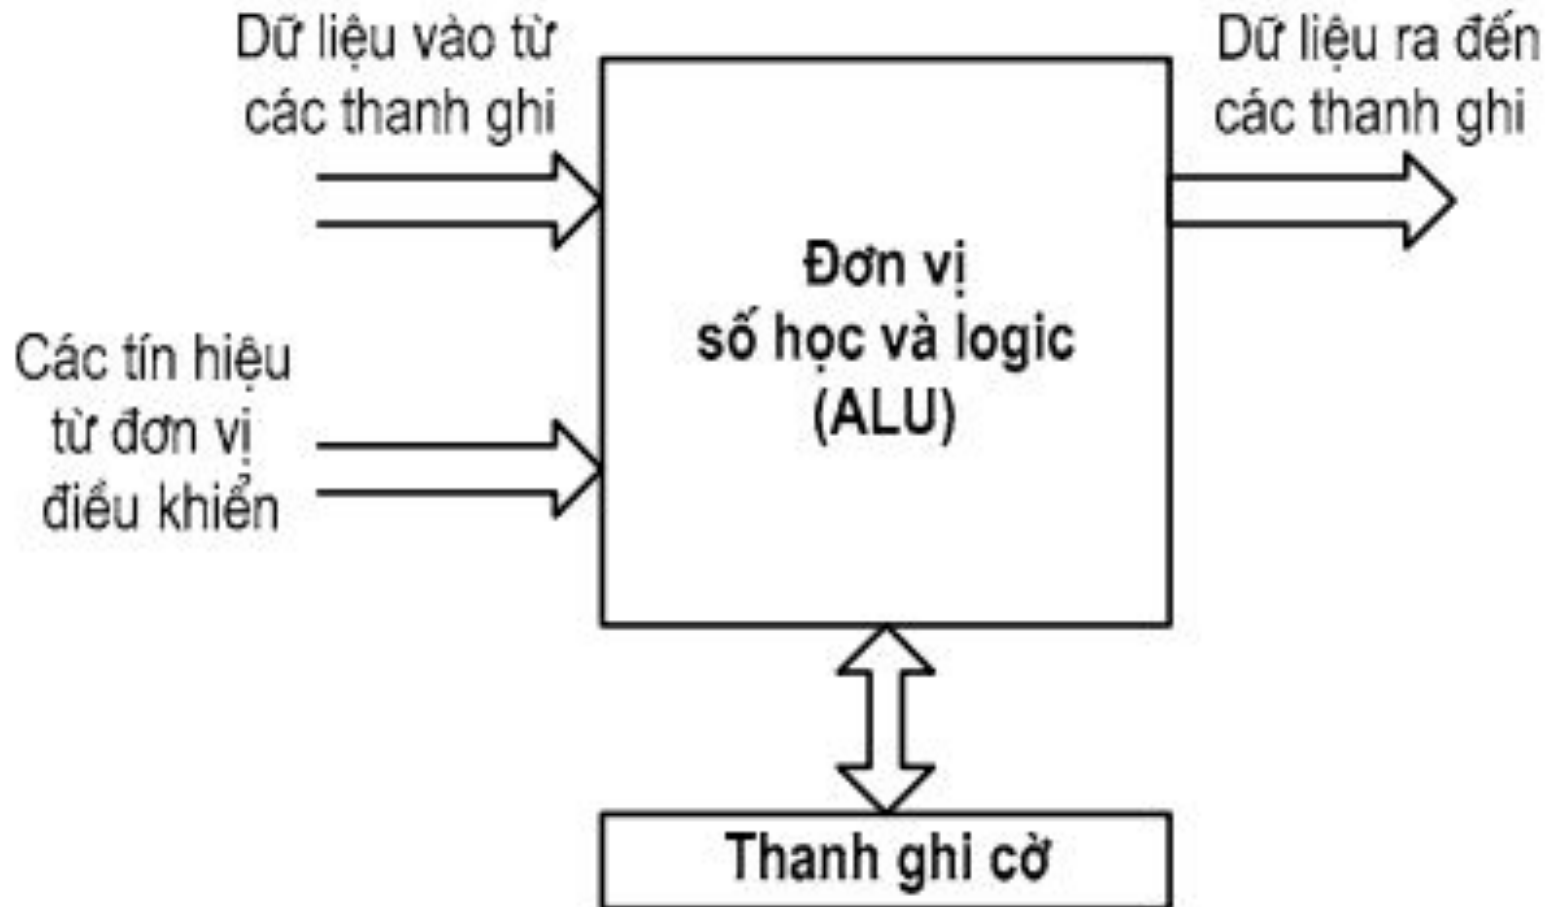 Dữ liệu vào từ
các thanh ghi
Dữ liệu ra đến
các thanh ghi
Đơn vị
số học và logic
(ALU)
Các tín hiệu
từ đơn vị
điều khiển
Thanh ghi cờ